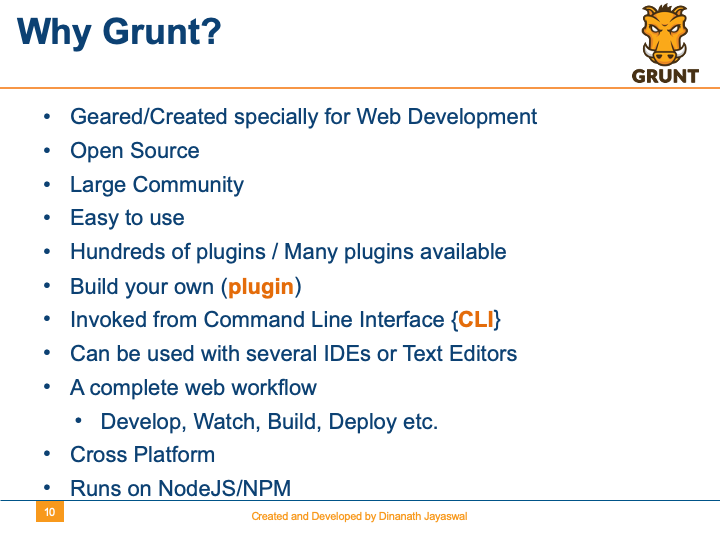 Why Grunt?
GRUNT
• Geared/Created specially for Web Development
• Open Source
• Large Community
• Easy to use
• Hundreds of plugins / Many plugins available
• Build your own (plugin)
• Invoked from Command Line Interface {CLI}
• Can be used with several IDEs or Text Editors
• A complete web workflow
• Develop, Watch, Build, Deploy etc.
• Cross Platform
• Runs on NodeJS/NPM
10
Created and Developed by Dinanath Jayaswal